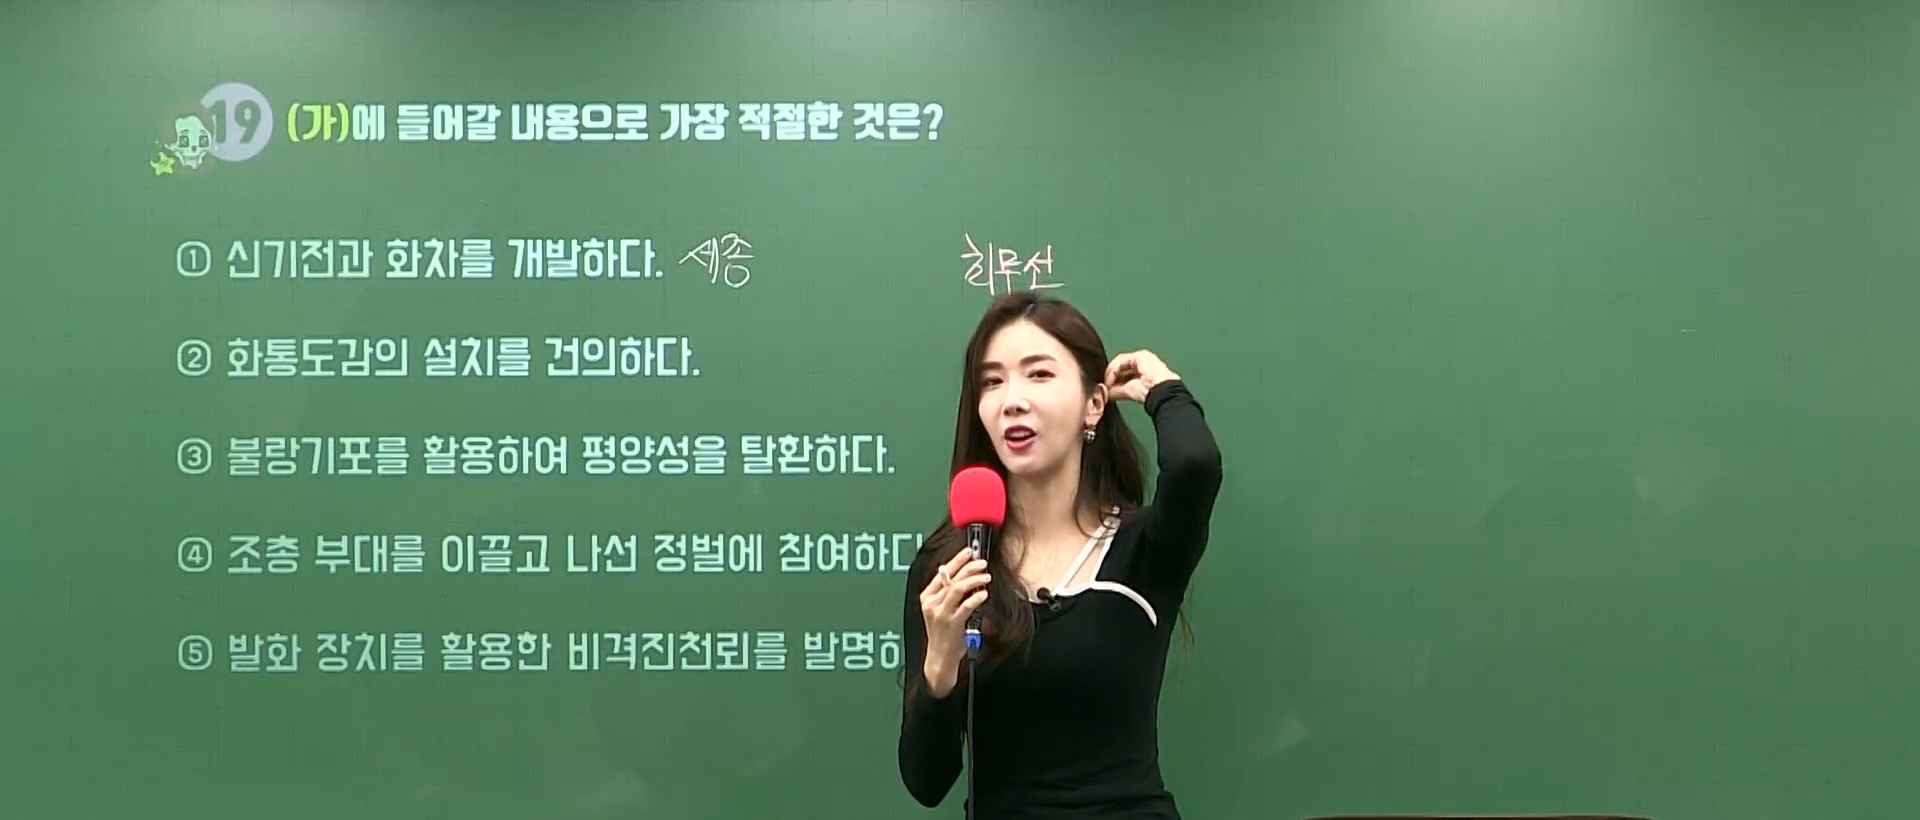 19 (가)에 들어갈 내용으로 가장 적절한 것은?
① 신기전과 화차를 개발하다. 세종
최무선
② 화통도감의 설치를 건의하다.
③ 불랑기포를 활용하여 평양성을 탈환하다.
④ 조총 부대를 이끌고 나선 정벌에 참여하다
⑤ 발화 장치를 활용한 비격진천뢰를 발명하